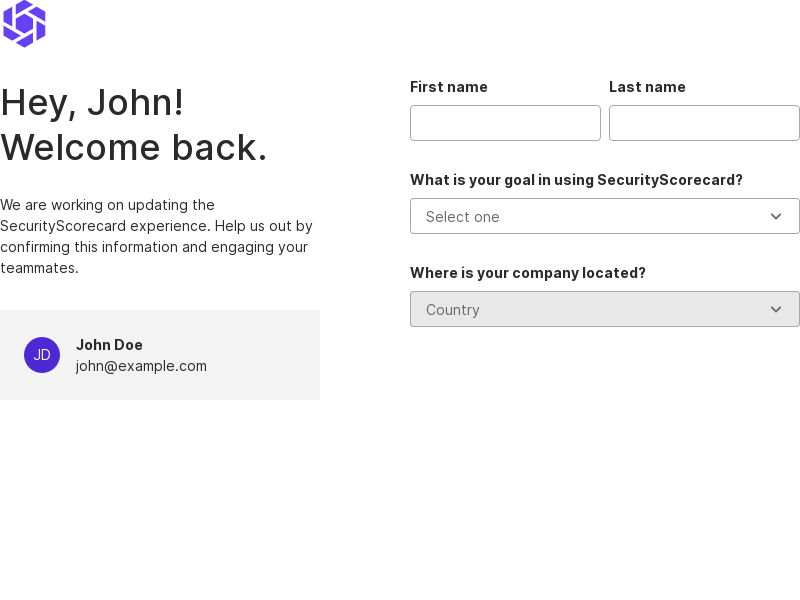 Hey, John!
Welcome back.
We are working on updating the
SecurityScorecard experience. Help us out by
confirming this information and engaging your
teammates.
JD
John Doe
john@example.com
First name
Last name
What is your goal in using SecurityScorecard?
Select one
Where is your company located?
Country